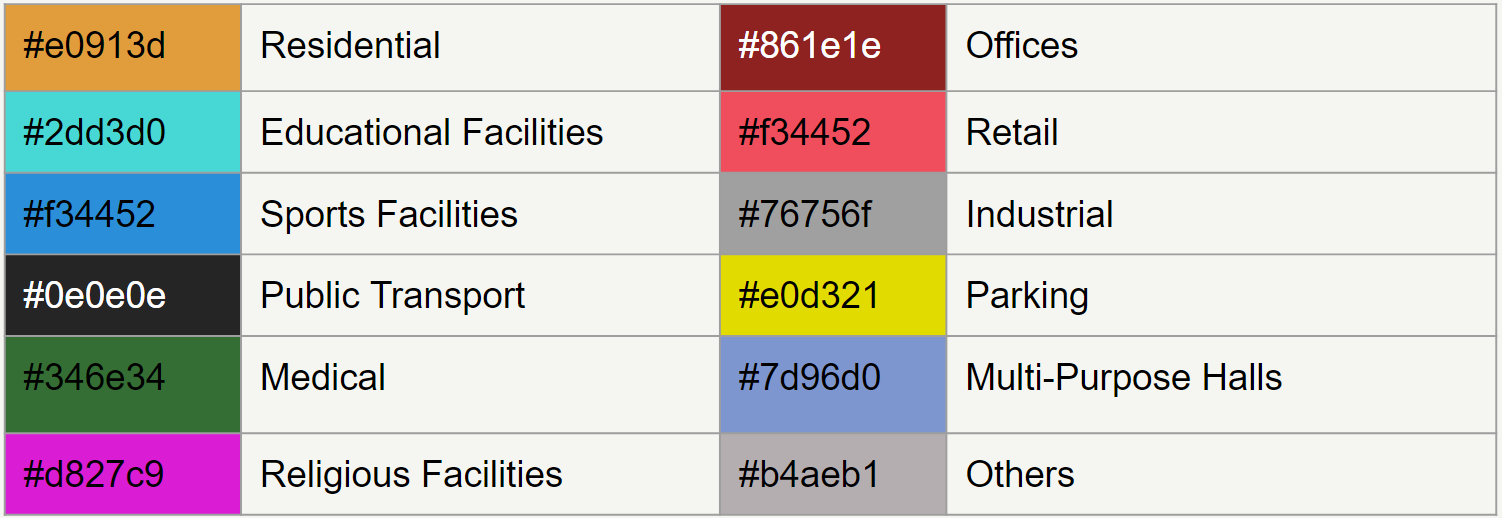 #e0913d Residential #861e1e Offices
#2dd3d0 Educational Facilities #f34452 Retail
#f34452 Sports Facilities #76756f Industrial
#0e0e0e Public Transport #e0d321 Parking
#346e34 Medical #7d96d0 Multi-Purpose Halls
#d827c9 Religious Facilities #b4aeb1 Others